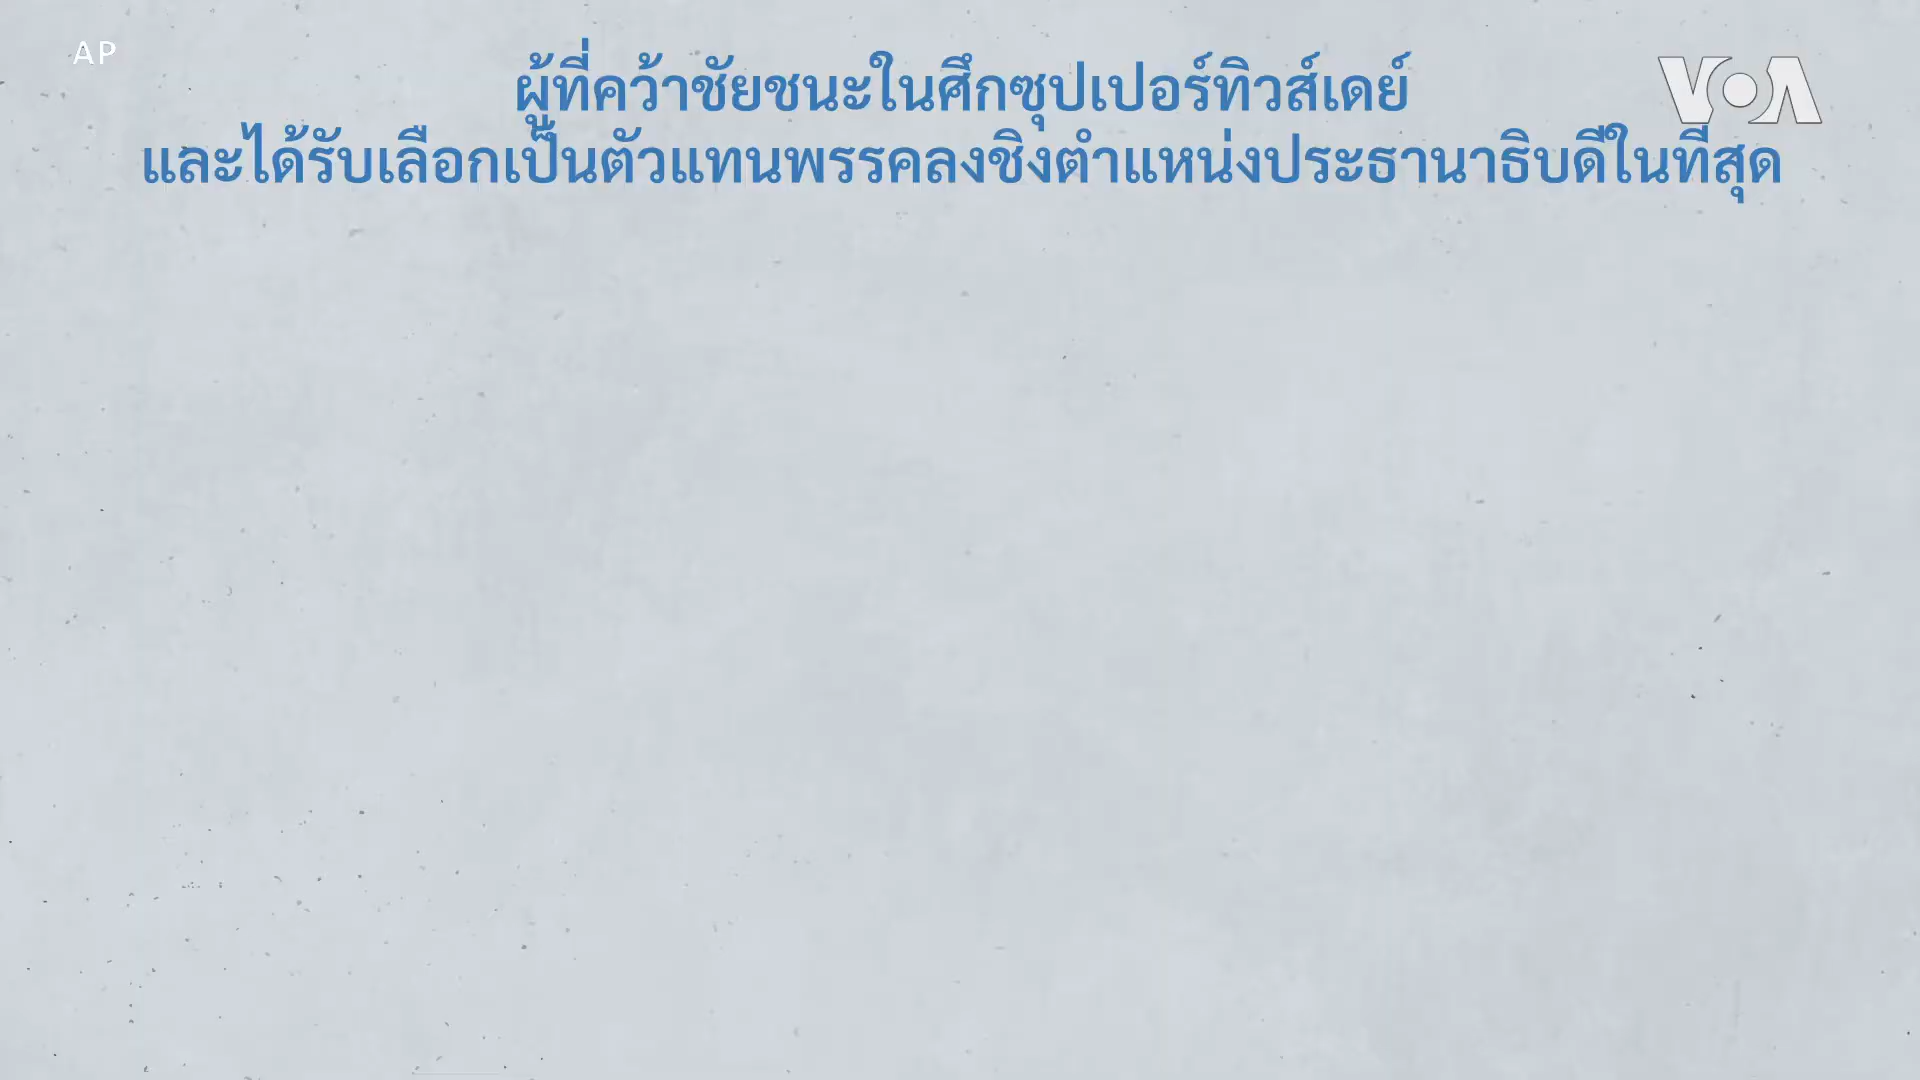 AP
VOA
ผู้ที่คว้าชัยชนะในศึกซุปเปอร์ทิวส์เดย์
และได้รับเลือกเป็นตัวแทนพรรคลงชิงตำแหน่งประธานาธิบดีในที่สุด